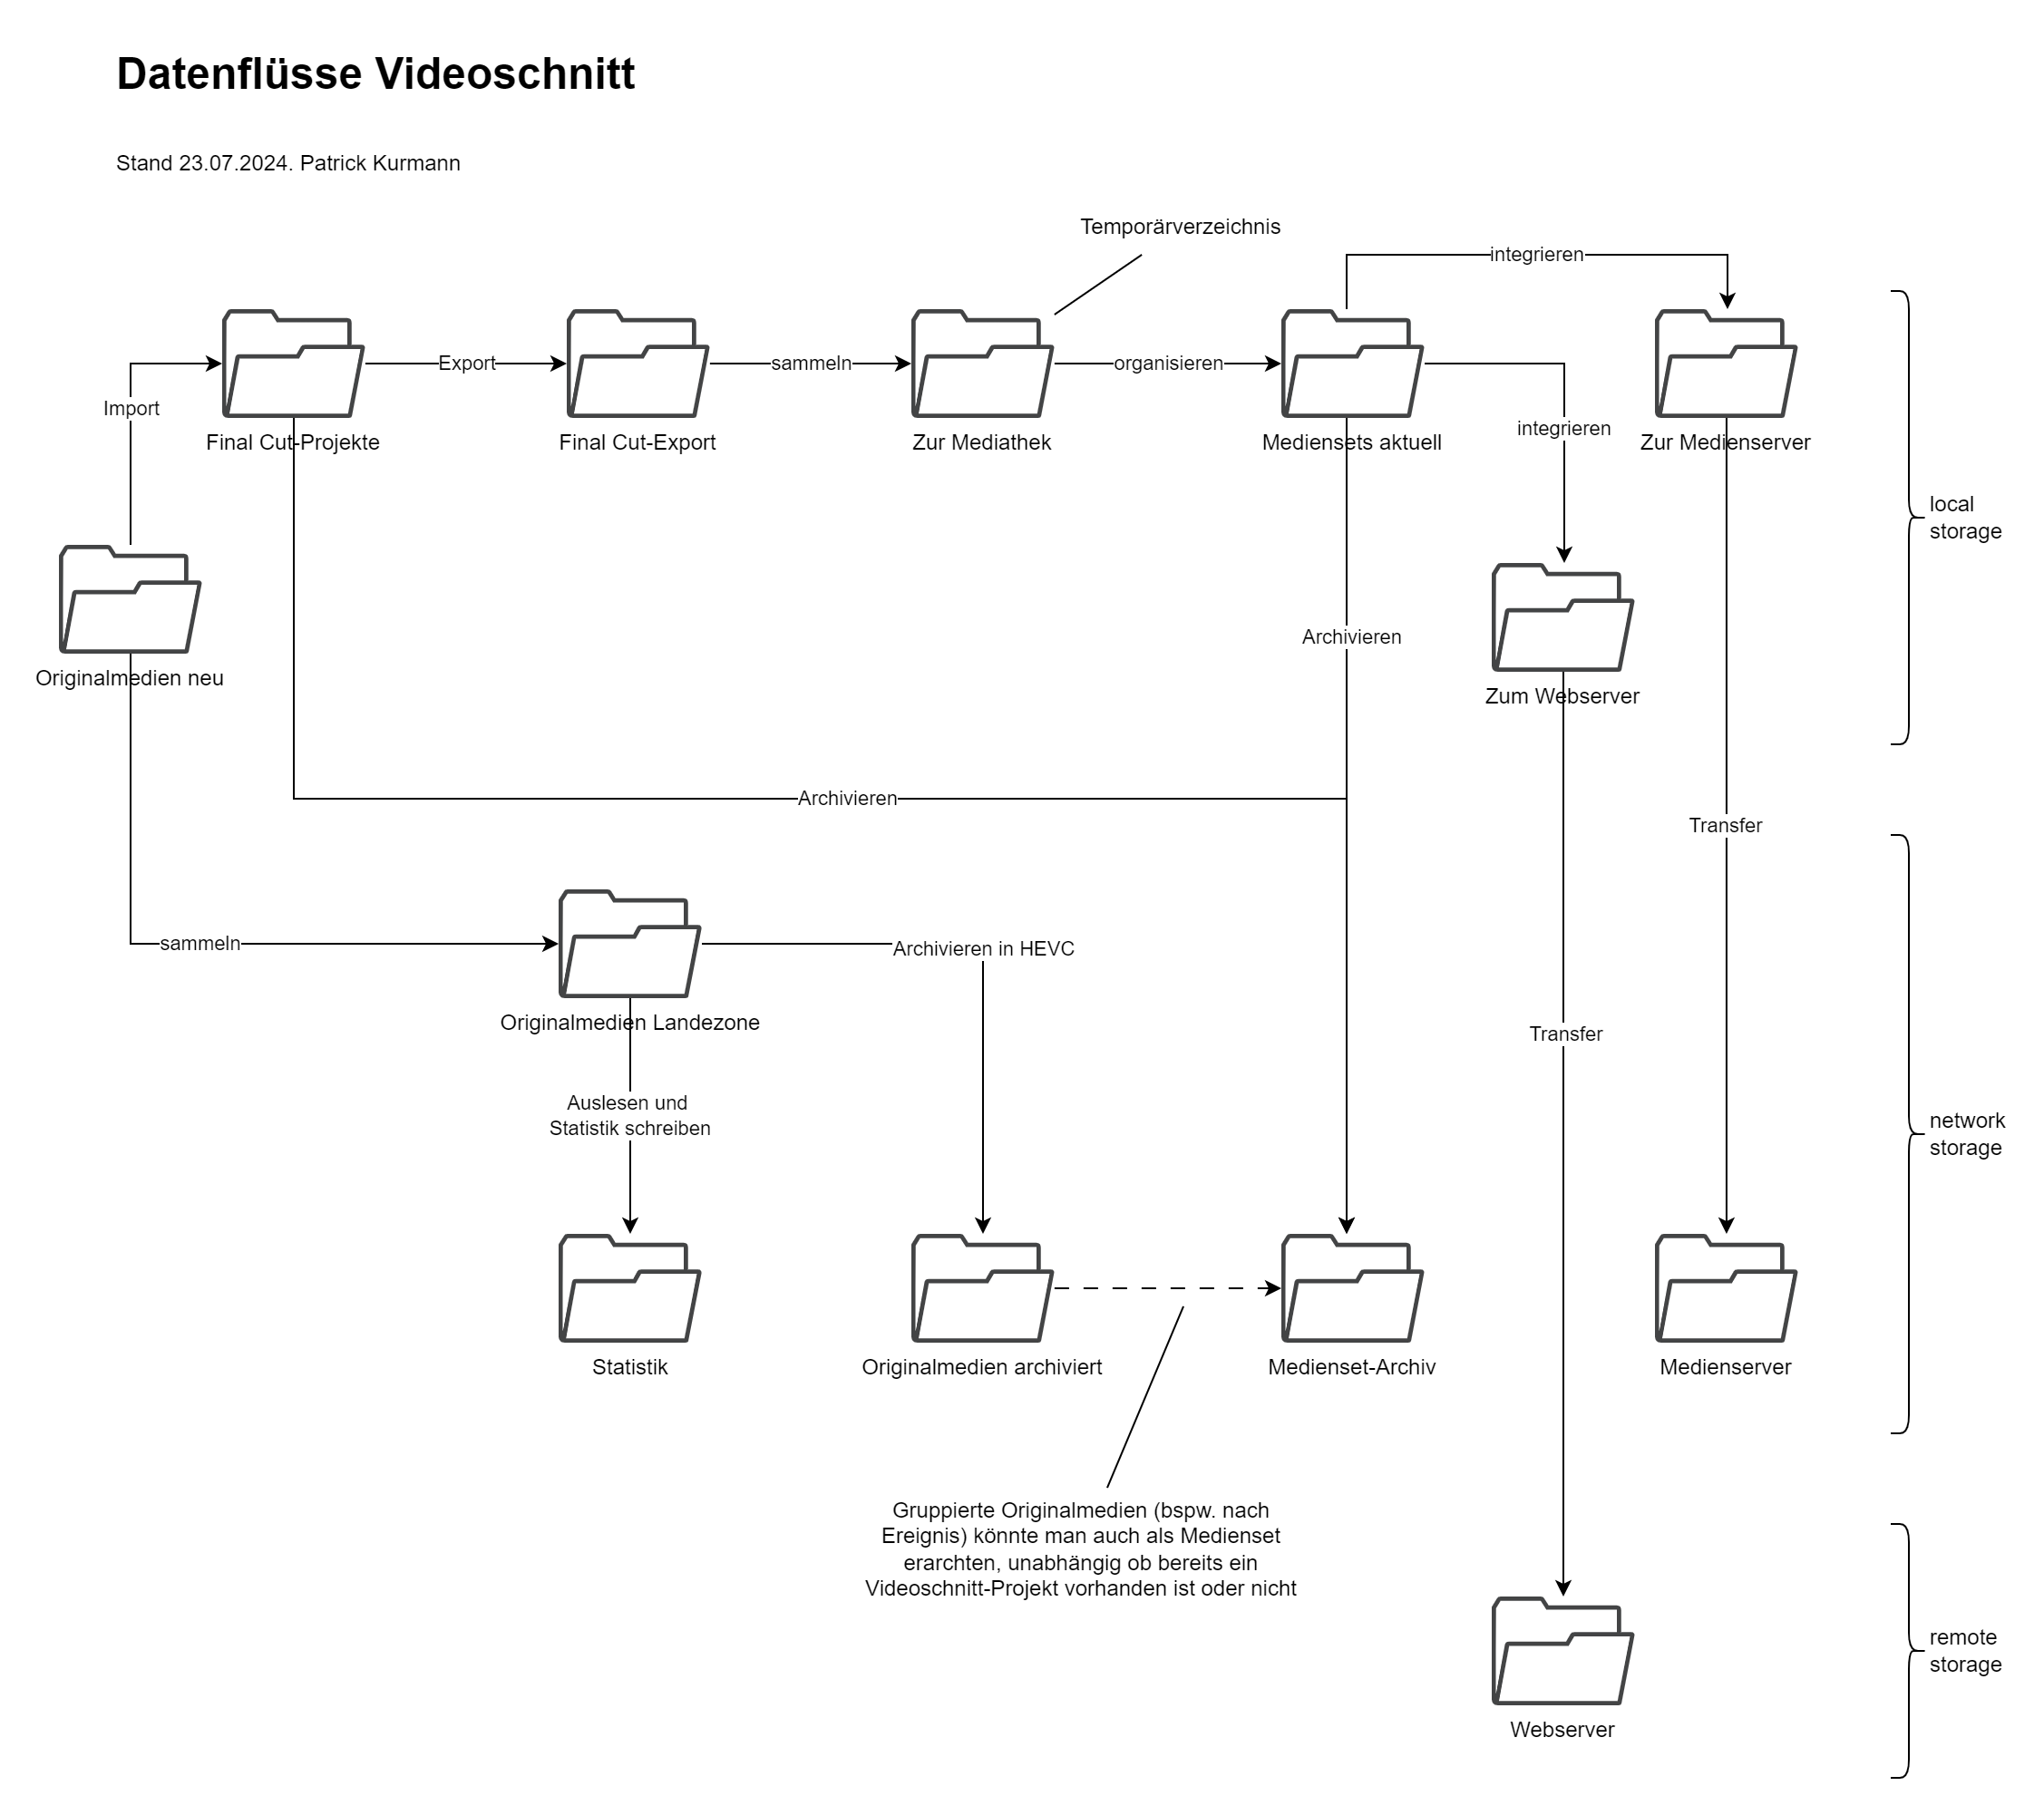 Datenflüsse Videoschnitt
Stand 23.07.2024. Patrick Kurmann
Temporärverzeichnis
integrieren
Import
Export
sammeln
organisieren
integrieren
Final Cut-Projekte
Final Cut-Export
Zur Mediathek
Mediensets aktuell
Zur Medienserver
local
storage
Archivieren
Originalmedien neu
Zum Webserver
Archivieren
Transfer
sammeln
Archivieren in HEVC
Originalmedien Landezone
Transfer
Auslesen und
Statistik schreiben
network
storage
Statistik
Originalmedien archiviert
Medienset-Archiv
Medienserver
Gruppierte Originalmedien (bspw. nach
Ereignis) könnte man auch als Medienset
erarchten, unabhängig ob bereits ein
Videoschnitt-Projekt vorhanden ist oder nicht
remote
storage
Webserver